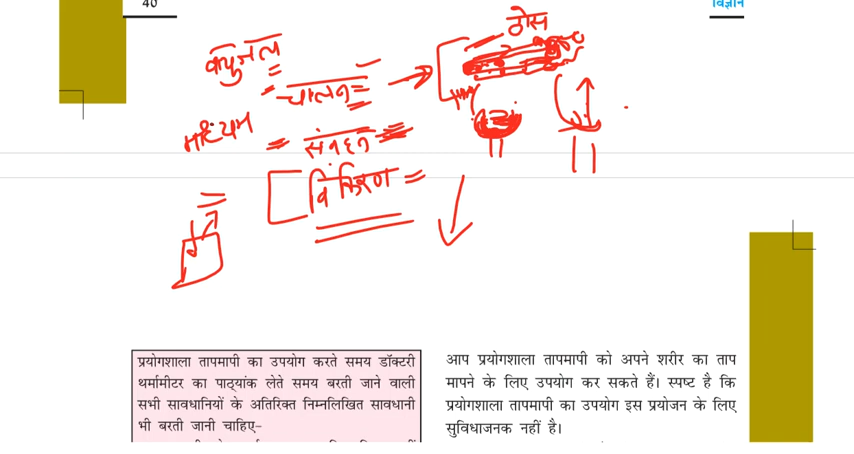 40
विज्ञान
ठोस
चालन
माध्यम
संवहन
विकिरण
प्रयोगशाला तापमापी का उपयोग करते समय डॉक्टरी
थर्मामीटर का पाठ्यांक लेते समय बरती जाने वाली
सभी सावधानियों के अतिरिक्त निम्नलिखित सावधानी
भी बरती जानी चाहिए–
आप प्रयोगशाला तापमापी को अपने शरीर का ताप
मापने के लिए उपयोग कर सकते हैं। स्पष्ट है कि
प्रयोगशाला तापमापी का उपयोग इस प्रयोजन के लिए
सुविधाजनक नहीं है।